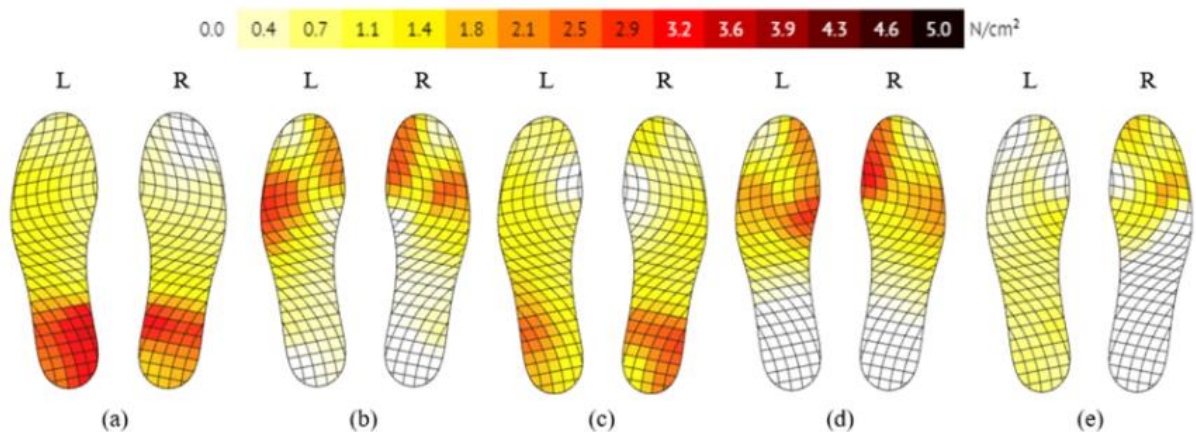 0.0 0.4 0.7 1.1 1.4 1.8 2.1 2.5 2.9 3.2 3.6 3.9 4.3 4.6 5.0 N/cm²
L R L R L R L R L R
(a) (b) (c) (d) (e)